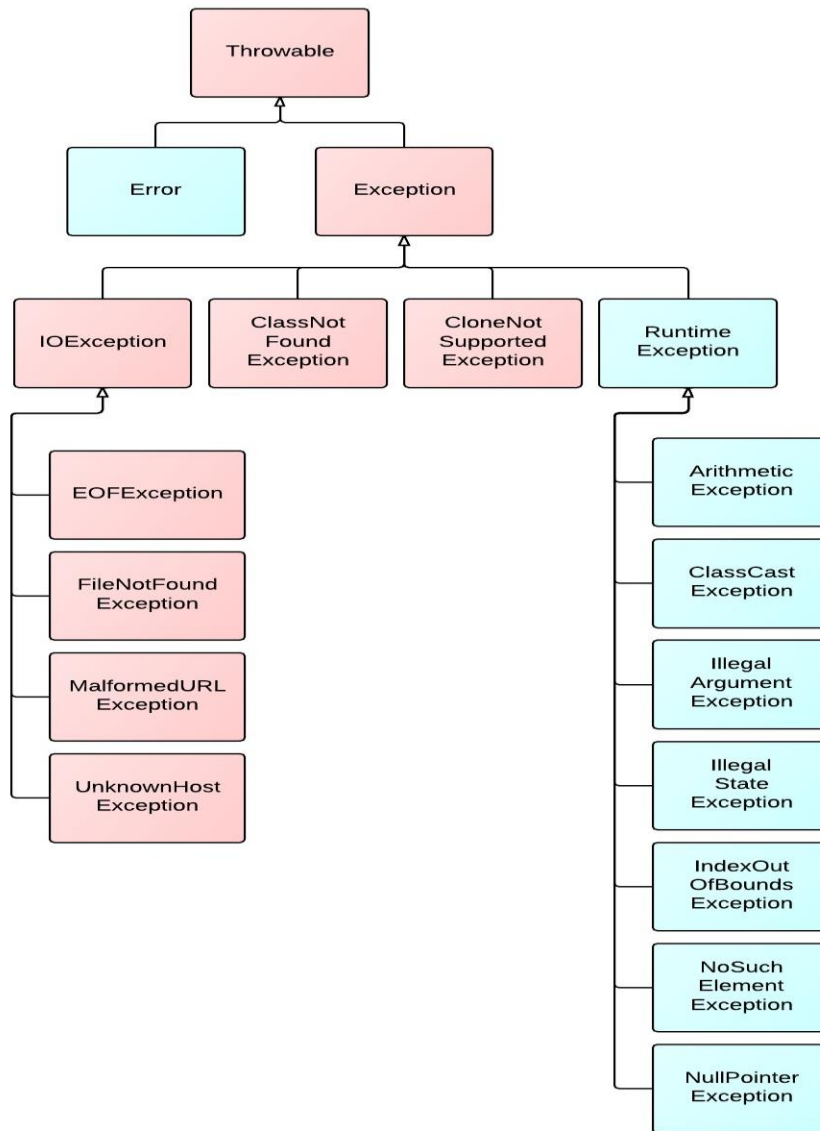 Throwable
Error
Exception
IOException
ClassNot
Found
Exception
CloneNot
Supported
Exception
Runtime
Exception
EOFException
FileNotFound
Exception
MalformedURL
Exception
UnknownHost
Exception
Arithmetic
Exception
ClassCast
Exception
Illegal
Argument
Exception
Illegal
State
Exception
IndexOut
OfBounds
Exception
NoSuch
Element
Exception
NullPointer
Exception